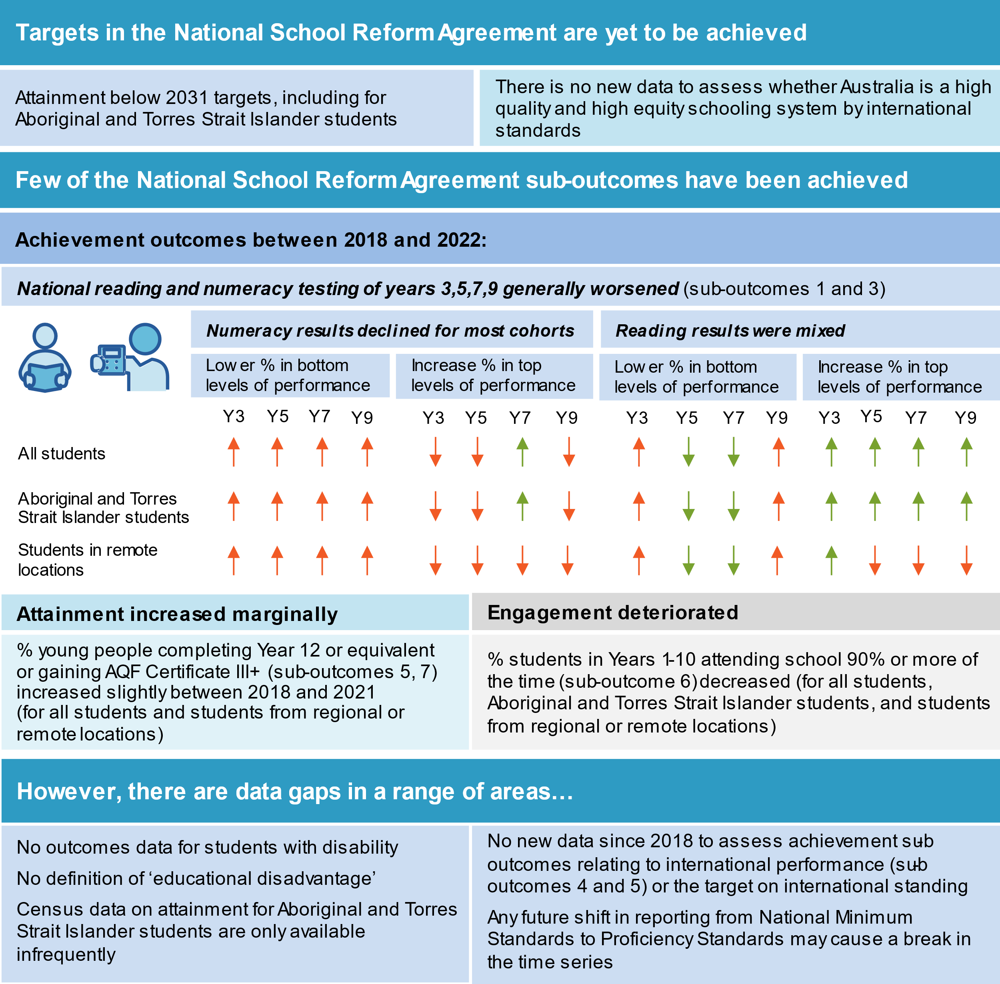 Targets in the National School Reform Agreement are yet to be achieved
Attainment below 2031 targets, including for
Aboriginal and Torres Strait Islander students
There is no new data to assess whether Australia is a high
quality and high equity schooling system by international
standards
Few of the National School Reform Agreement sub-outcomes have been achieved
Achievement outcomes between 2018 and 2022:
National reading and numeracy testing of years 3,5,7,9 generally worsened (sub-outcomes 1 and 3)
Numeracy results declined for most cohorts
Reading results were mixed
Lower % in bottom
levels of performance
Increase % in top
levels of performance
Lower % in bottom
levels of performance
Increase % in top
levels of performance
Y3 Y5 Y7 Y9 Y3 Y5 Y7 Y9 Y3 Y5 Y7 Y9 Y3 Y5 Y7 Y9
All students
Aboriginal and Torres
Strait Islander students
Students in remote
locations
Attainment increased marginally
% young people completing Year 12 or equivalent
or gaining AQF Certificate III+ (sub-outcomes 5, 7)
increased slightly between 2018 and 2021
(for all students and students from regional or
remote locations)
Engagement deteriorated
% students in Years 1-10 attending school 90% or more of
the time (sub-outcome 6) decreased (for all students,
Aboriginal and Torres Strait Islander students, and students
from regional or remote locations)
However, there are data gaps in a range of areas…
No outcomes data for students with disability
No definition of ‘educational disadvantage’
Census data on attainment for Aboriginal and Torres
Strait Islander students are only available
infrequently
No new data since 2018 to assess achievement sub-
outcomes relating to international performance (sub-
outcomes 4 and 5) or the target on international standing
Any future shift in reporting from National Minimum
Standards to Proficiency Standards may cause a break in
the time series